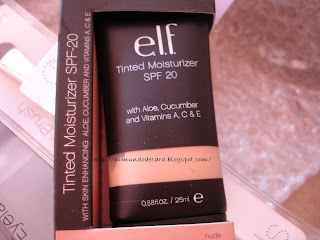 e.l.f.
Tinted Moisturizer
SPF 20
with Aloe, Cucumber
and Vitamins A, C & E
0.88fl.oz. / 25ml e
Tinted Moisturizer SPF-20
WITH SKIN ENHANCING ALOE, CUCUMBER AND VITAMINS A, C & E
nude
Brush